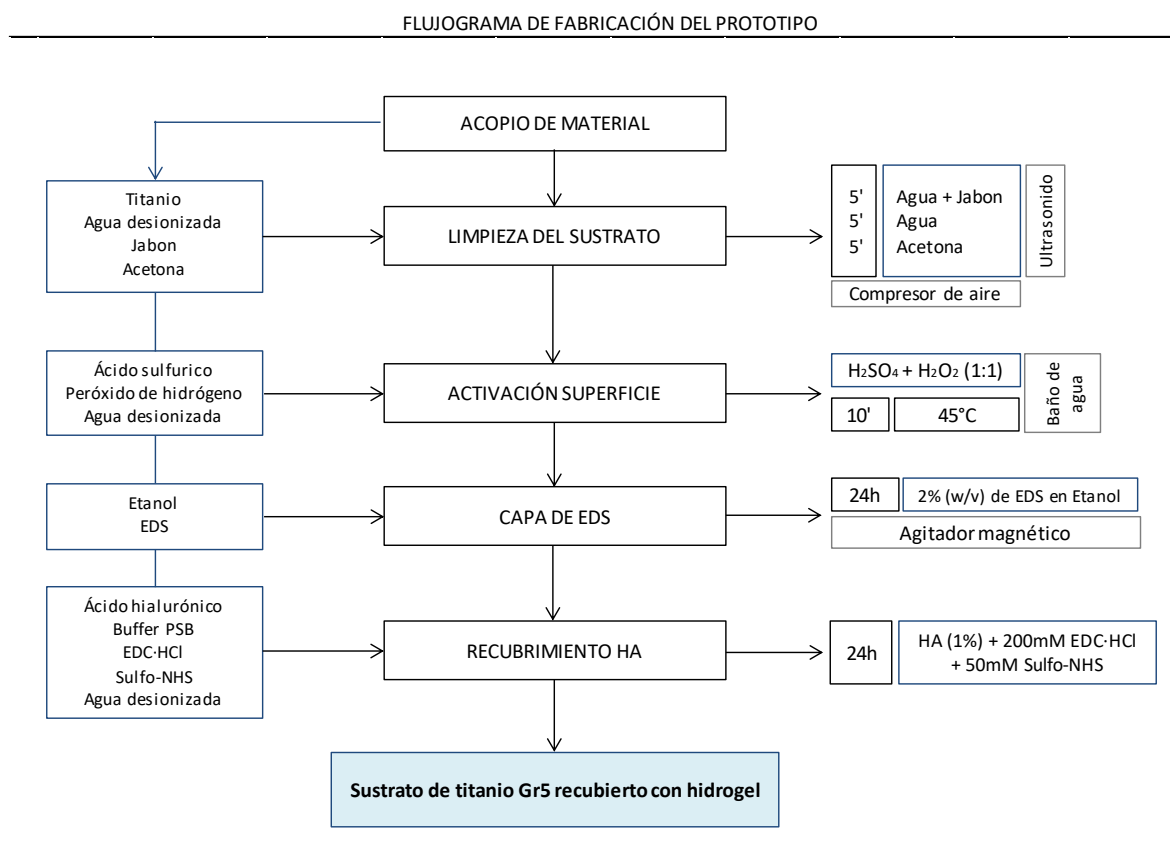 FLUJOGRAMA DE FABRICACIÓN DEL PROTOTIPO
ACOPIO DE MATERIAL
Titanio
Agua desionizada
Jabon
Acetona
LIMPIEZA DEL SUSTRATO
5' Agua + Jabon
5' Agua
5' Acetona
Ultrasonido
Compresor de aire
Ácido sulfurico
Peróxido de hidrógeno
Agua desionizada
ACTIVACIÓN SUPERFICIE
H₂SO₄ + H₂O₂ (1:1)
10' 45°C
Baño de
agua
Etanol
EDS
CAPA DE EDS
24h 2% (w/v) de EDS en Etanol
Agitador magnético
Ácido hialurónico
Buffer PSB
EDC·HCl
Sulfo-NHS
Agua desionizada
RECUBRIMIENTO HA
24h
HA (1%) + 200mM EDC·HCl
+ 50mM Sulfo-NHS
Sustrato de titanio Gr5 recubierto con hidrogel